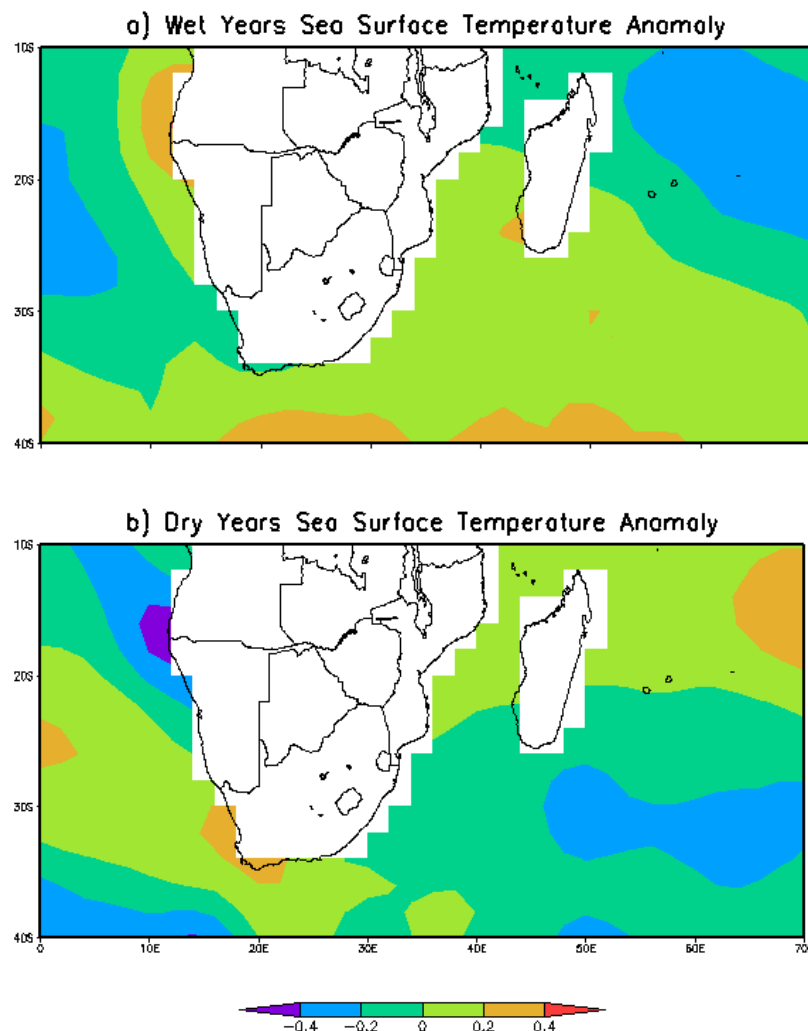 a) Wet Years Sea Surface Temperature Anomaly
10S
20S
30S
40S
b) Dry Years Sea Surface Temperature Anomaly
10S
20S
30S
40S
0 10E 20E 30E 40E 50E 60E 70
-0.4 -0.2 0 0.2 0.4